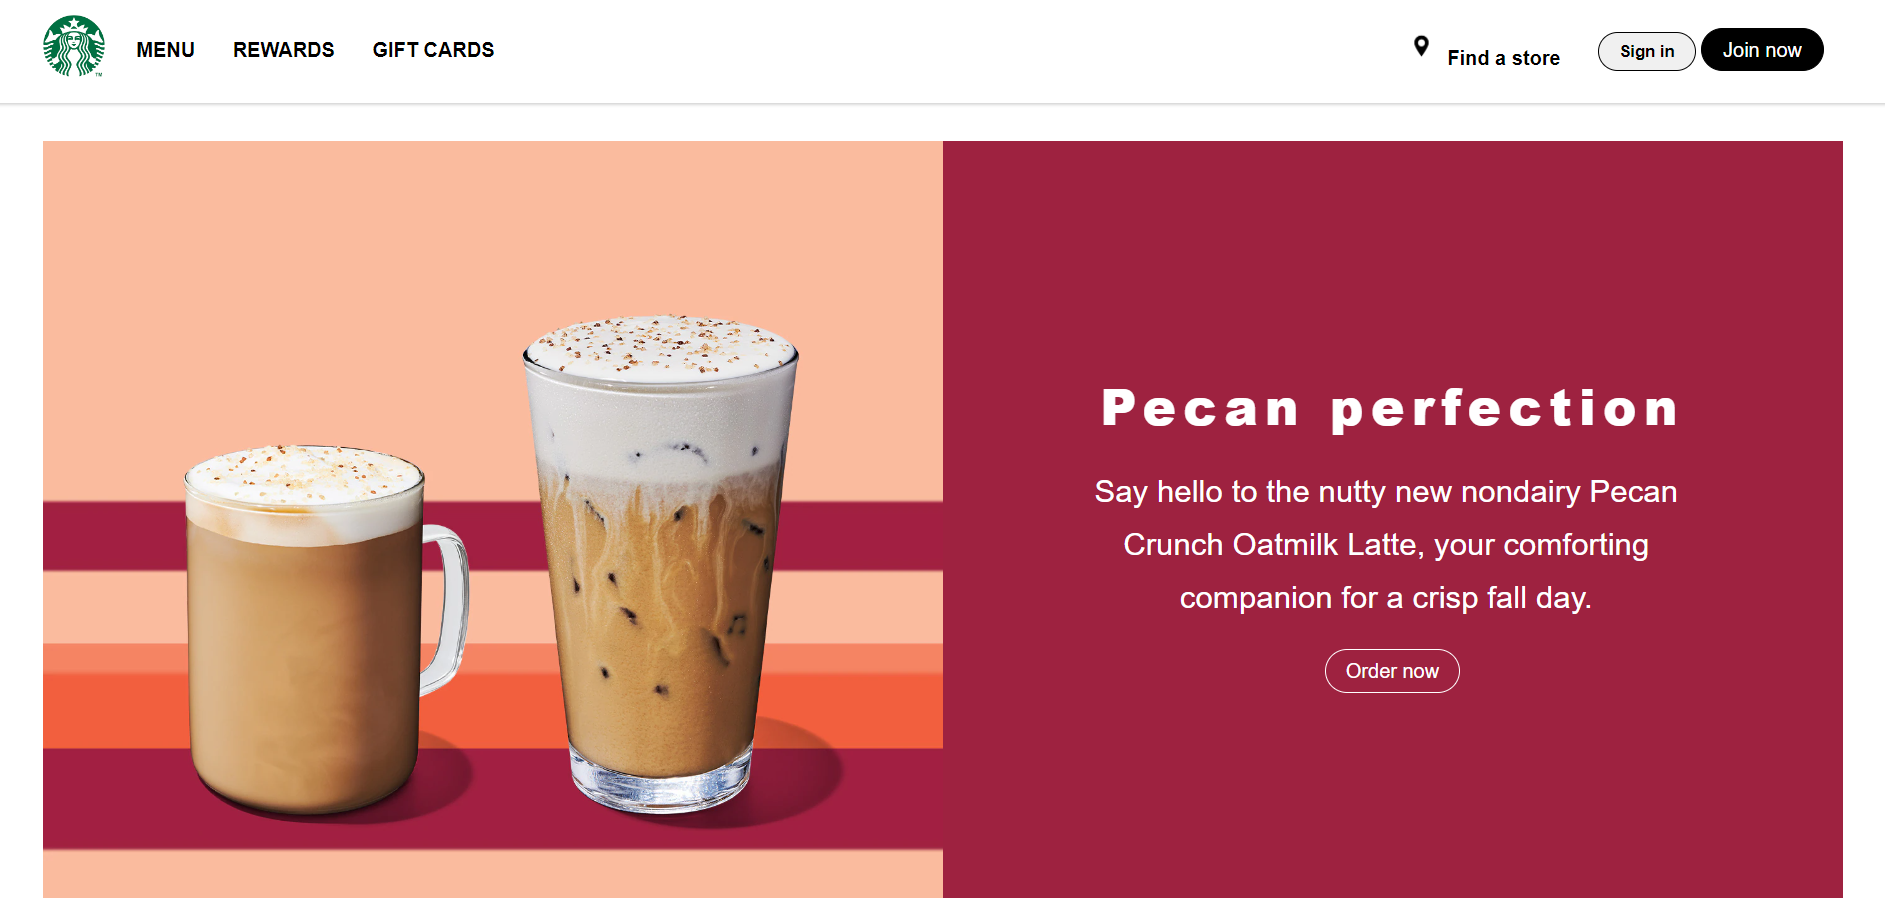 MENU REWARDS GIFT CARDS Find a store Sign in Join now
Pecan perfection
Say hello to the nutty new nondairy Pecan
Crunch Oatmilk Latte, your comforting
companion for a crisp fall day.
Order now